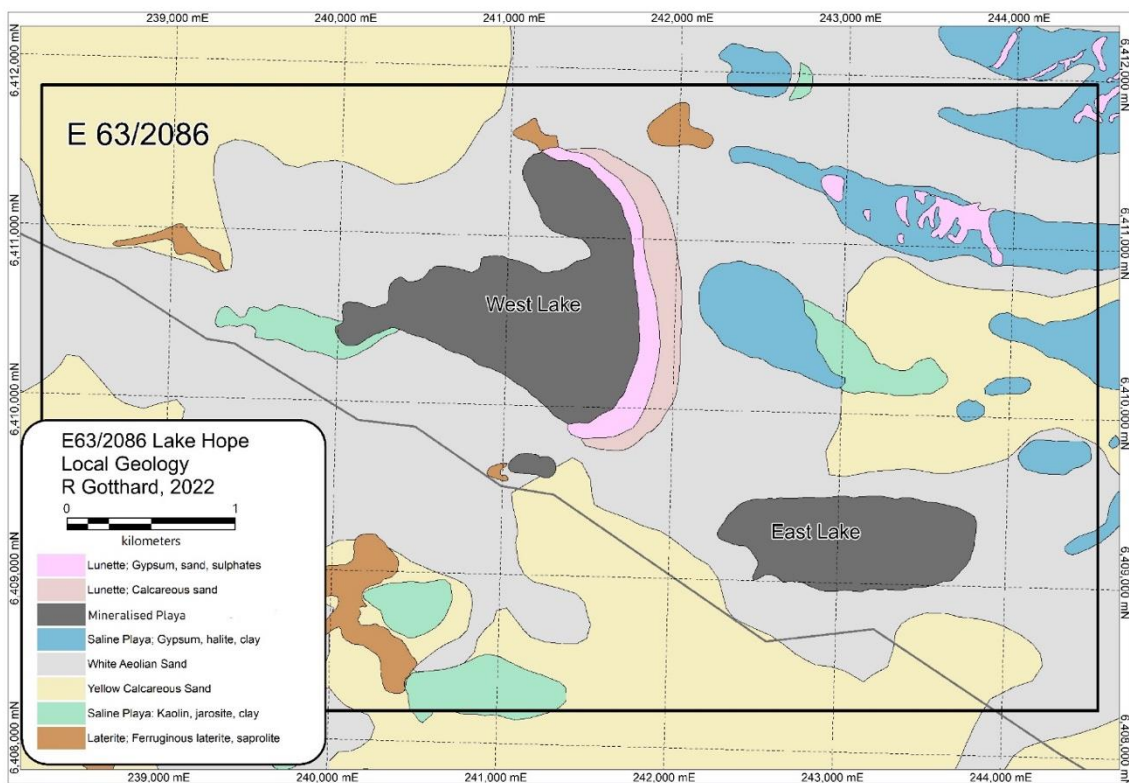 239,000 mE
240,000 mE
241,000 mE
242,000 mE
243,000 mE
244,000 mE
6,412,000 mN
6,412,000 mN
E 63/2086
6,411,000 mN
6,411,000 mN
West Lake
6,410,000 mN
6,410,000 mN
E63/2086 Lake Hope
Local Geology
R Gotthard, 2022
0 1
kilometers
Lunette; Gypsum, sand, sulphates
Lunette; Calcareous sand
Mineralised Playa
Saline Playa; Gypsum, halite, clay
White Aeolian Sand
Yellow Calcareous Sand
Saline Playa: Kaolin, jarosite, clay
Laterite; Ferruginous laterite, saprolite
East Lake
6,409,000 mN
6,409,000 mN
6,408,000 mN
6,408,000 mN
239,000 mE
240,000 mE
241,000 mE
242,000 mE
243,000 mE
244,000 mE